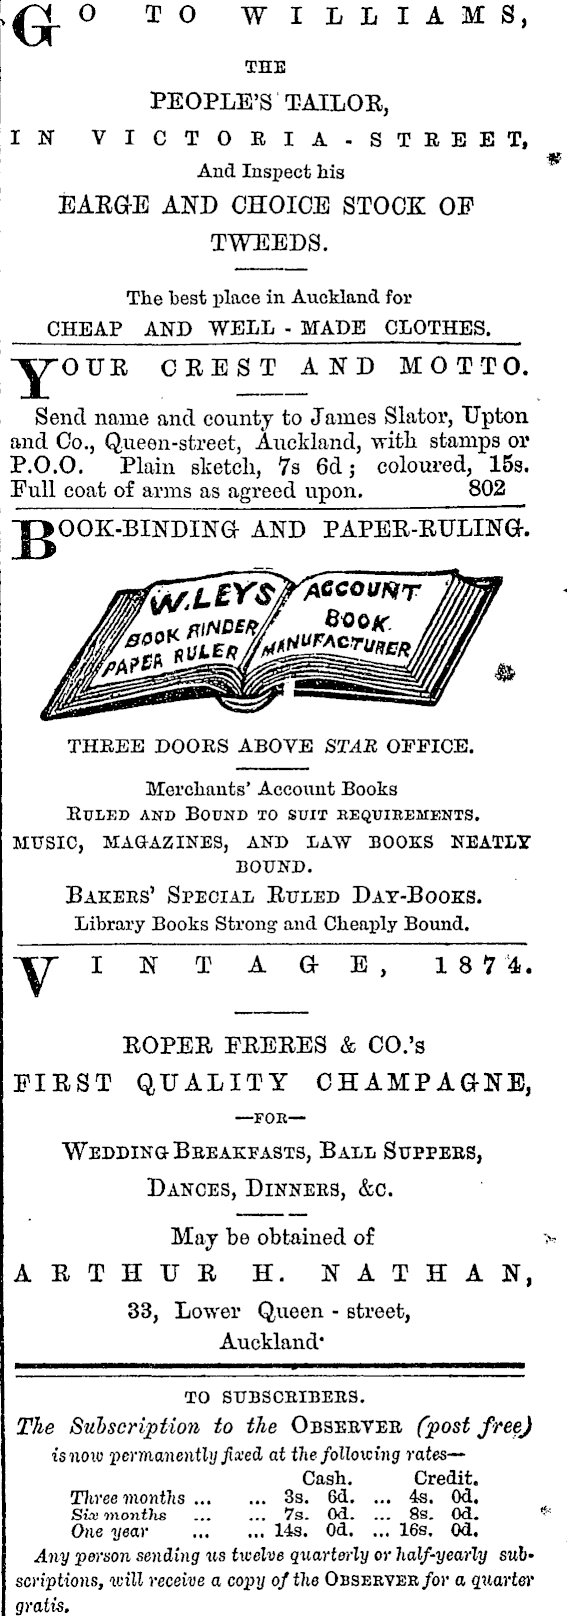 GO TO WILLIAMS,
THE
PEOPLE'S TAILOR,
IN VICTORIA-STREET,
And Inspect his
LARGE AND CHOICE STOCK OF
TWEEDS.
The best place in Auckland for
CHEAP AND WELL-MADE CLOTHES.
YOUR CREST AND MOTTO.
Send name and county to James Slator, Upton
and Co., Queen-street, Auckland, with stamps or
P.O.O. Plain sketch, 7s 6d; coloured, 15s.
Full coat of arms as agreed upon. 802
BOOK-BINDING AND PAPER-RULING.
W. LEYS
BOOK BINDER
PAPER RULER
ACCOUNT
BOOK
MANUFACTURER
THREE DOORS ABOVE STAR OFFICE.
Merchants' Account Books
RULED AND BOUND TO SUIT REQUIREMENTS.
MUSIC, MAGAZINES, AND LAW BOOKS NEATLY
BOUND.
BAKERS' SPECIAL RULED DAY-BOOKS.
Library Books Strong and Cheaply Bound.
VINTAGE, 1874.
ROPER FRERES & CO.'s
FIRST QUALITY CHAMPAGNE,
—FOR—
WEDDING BREAKFASTS, BALL SUPPERS,
DANCES, DINNERS, &C.
May be obtained of
ARTHUR H. NATHAN,
33, Lower Queen-street,
Auckland·
TO SUBSCRIBERS.
The Subscription to the OBSERVER (post free)
is now permanently fixed at the following rates—
Cash. Credit.
Three months ... ... 3s. 6d. ... 4s. 0d.
Six months ... ... 7s. 0d. ... 8s. 0d.
One year ... ... 14s. 0d. ... 16s. 0d.
Any person sending us twelve quarterly or half-yearly sub-
scriptions, will receive a copy of the OBSERVER for a quarter
gratis.